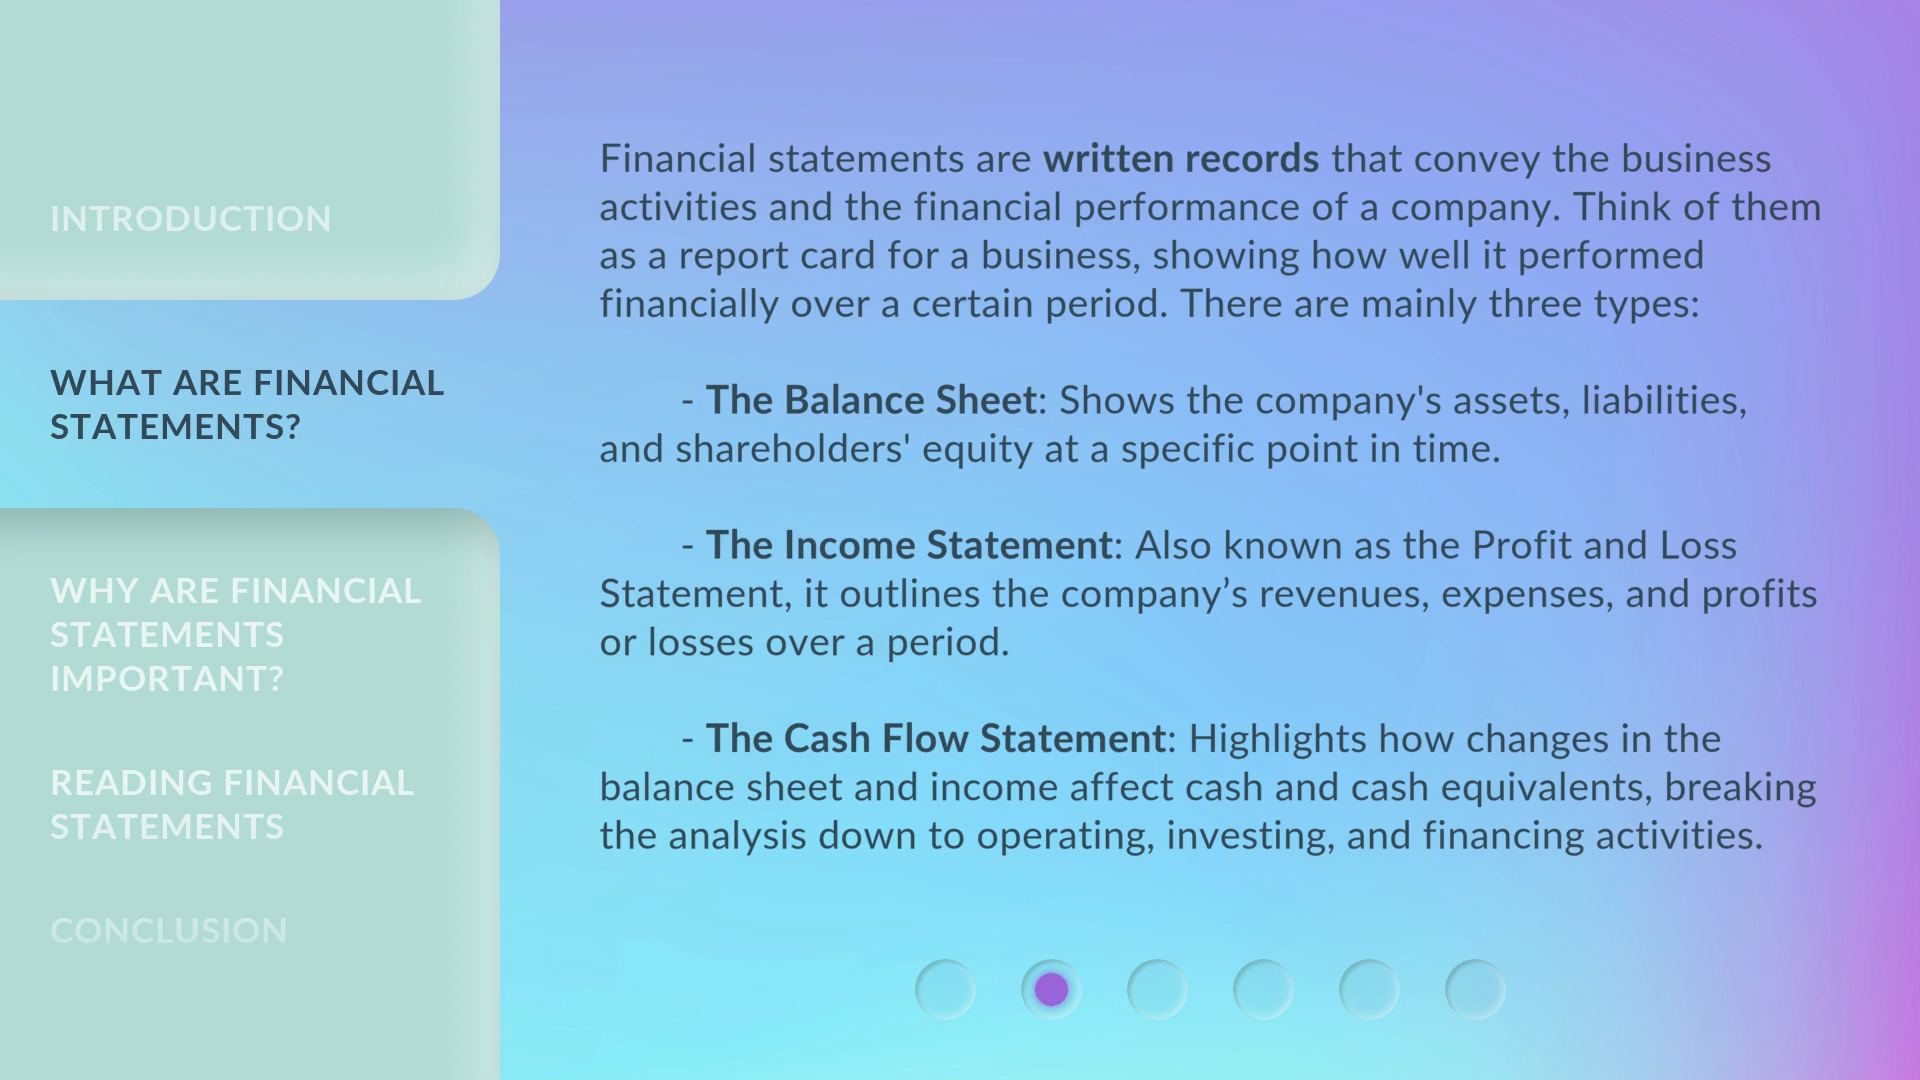 INTRODUCTION
WHAT ARE FINANCIAL
STATEMENTS?
WHY ARE FINANCIAL
STATEMENTS
IMPORTANT?
READING FINANCIAL
STATEMENTS
CONCLUSION
Financial statements are written records that convey the business
activities and the financial performance of a company. Think of them
as a report card for a business, showing how well it performed
financially over a certain period. There are mainly three types:
- The Balance Sheet: Shows the company's assets, liabilities,
and shareholders' equity at a specific point in time.
- The Income Statement: Also known as the Profit and Loss
Statement, it outlines the company’s revenues, expenses, and profits
or losses over a period.
- The Cash Flow Statement: Highlights how changes in the
balance sheet and income affect cash and cash equivalents, breaking
the analysis down to operating, investing, and financing activities.